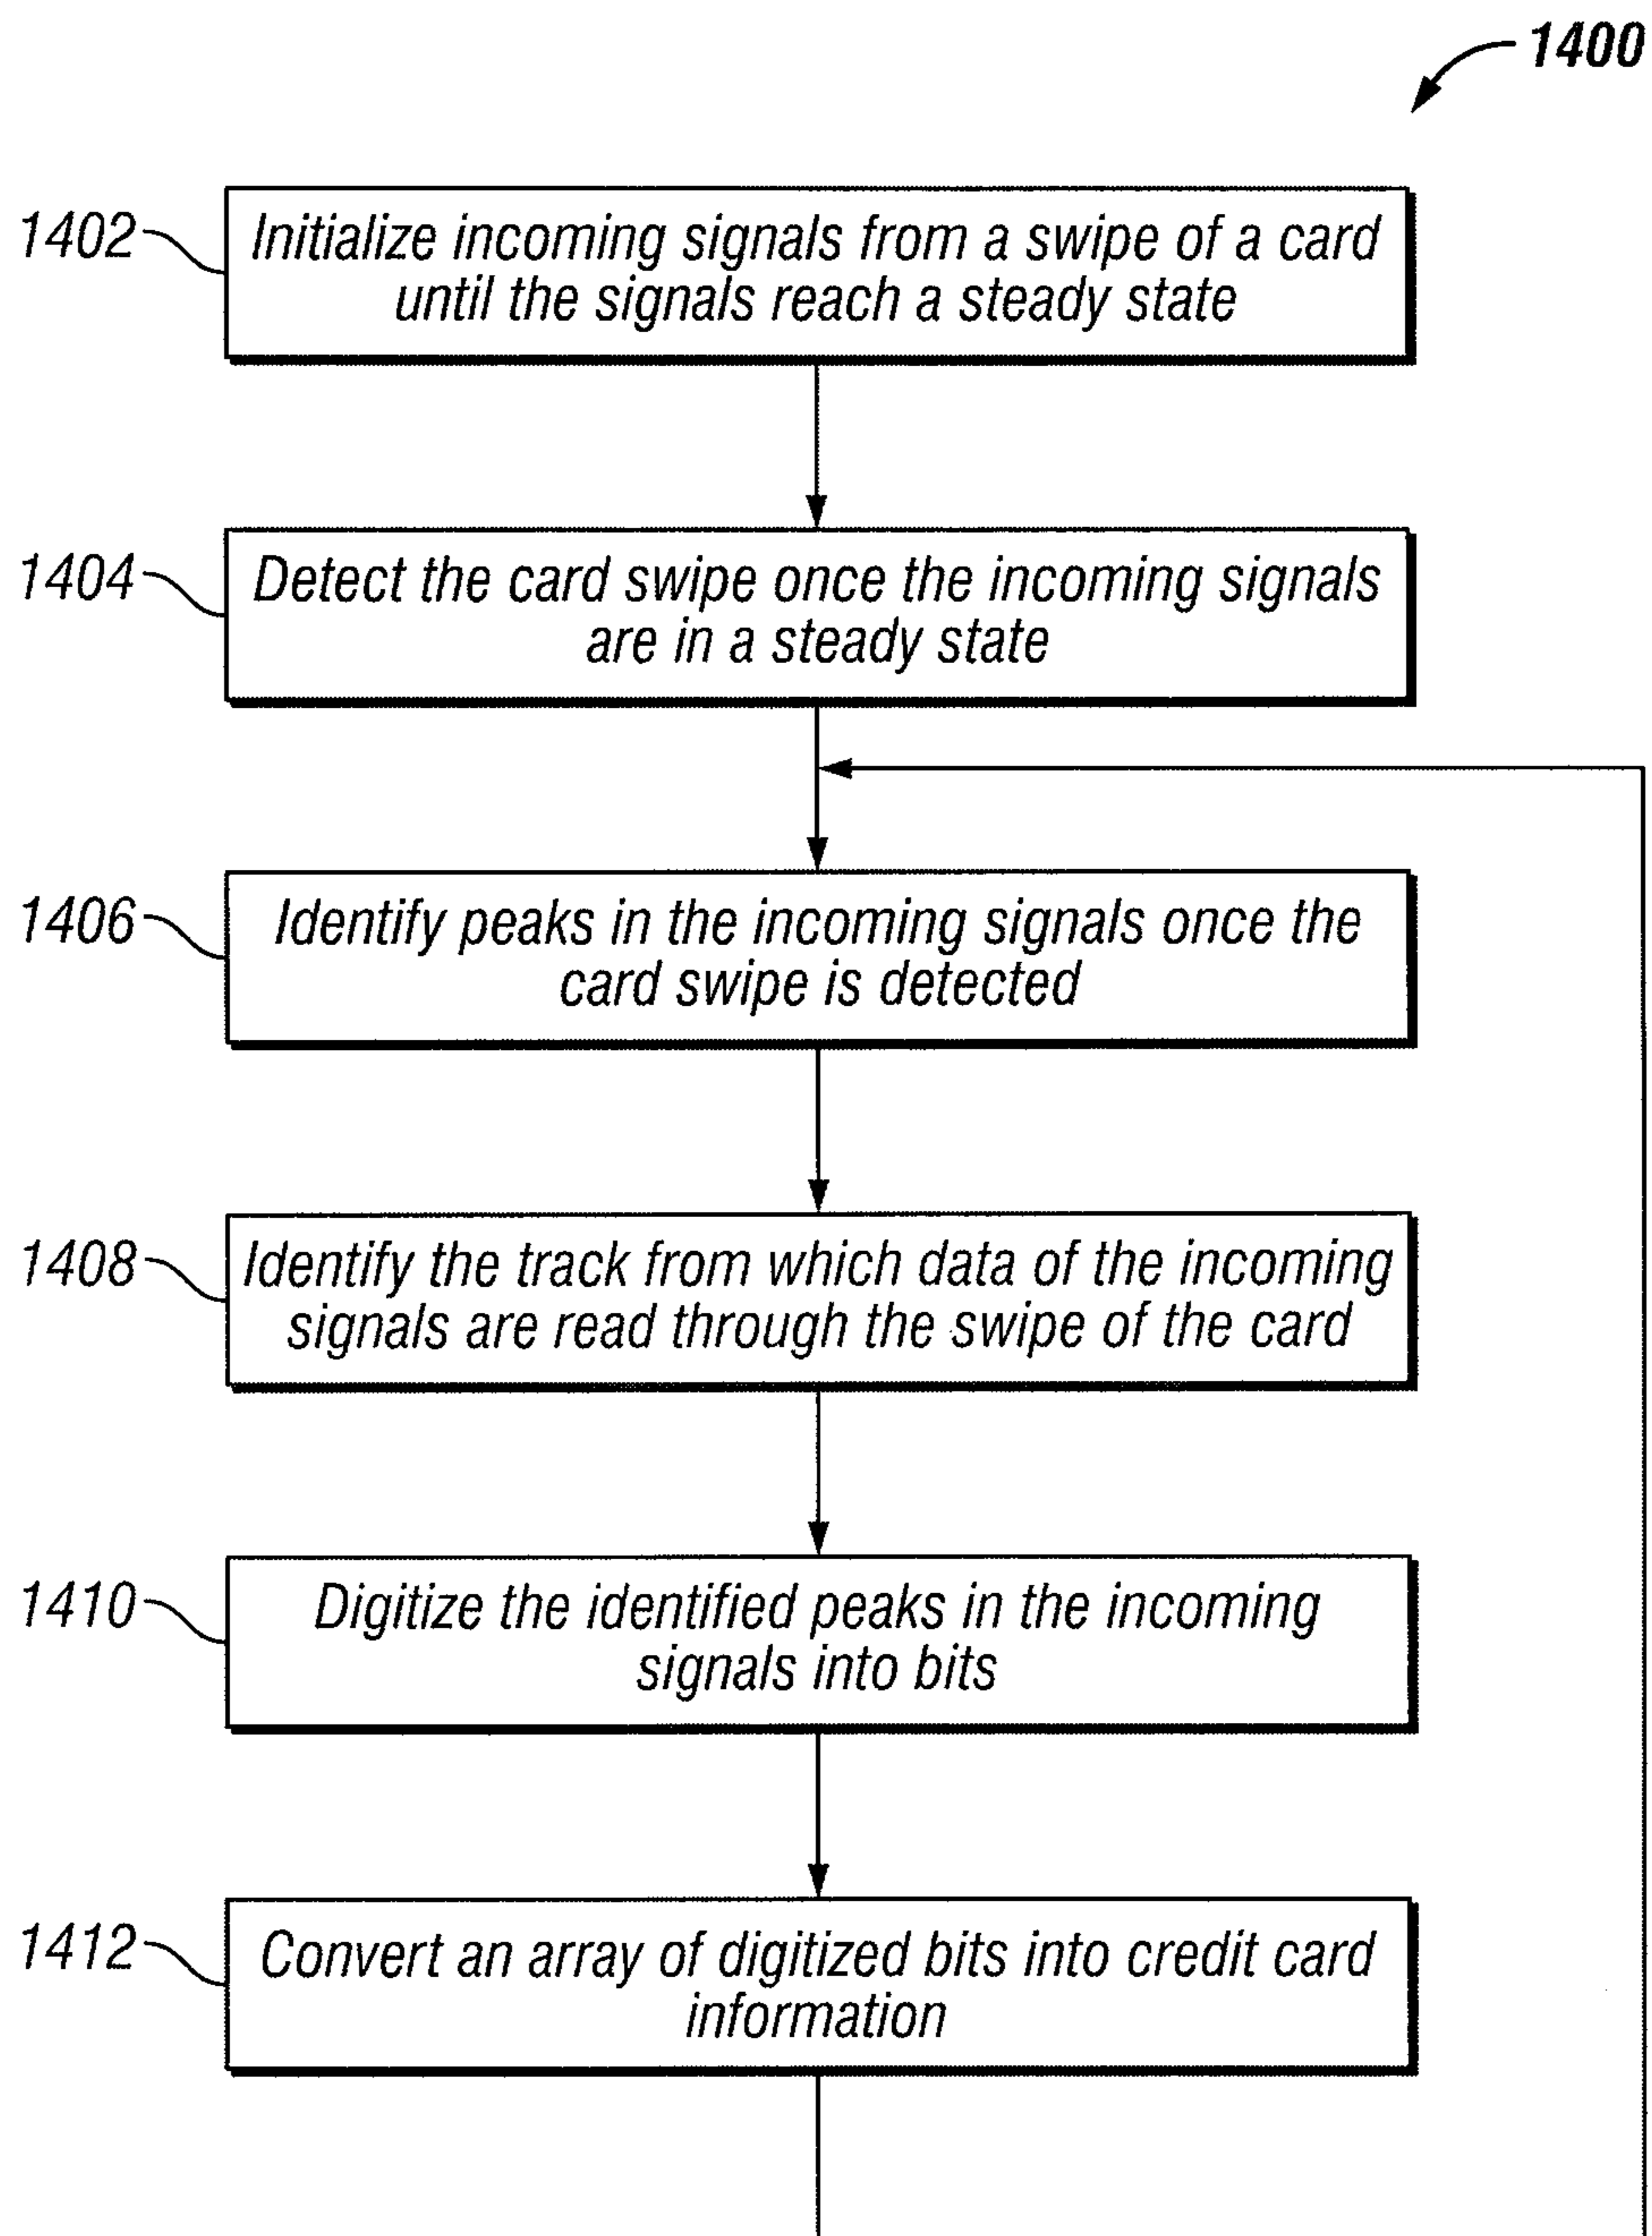 1400
1402
Initialize incoming signals from a swipe of a card
until the signals reach a steady state
1404
Detect the card swipe once the incoming signals
are in a steady state
1406
Identify peaks in the incoming signals once the
card swipe is detected
1408
Identify the track from which data of the incoming
signals are read through the swipe of the card
1410
Digitize the identified peaks in the incoming
signals into bits
1412
Convert an array of digitized bits into credit card
information